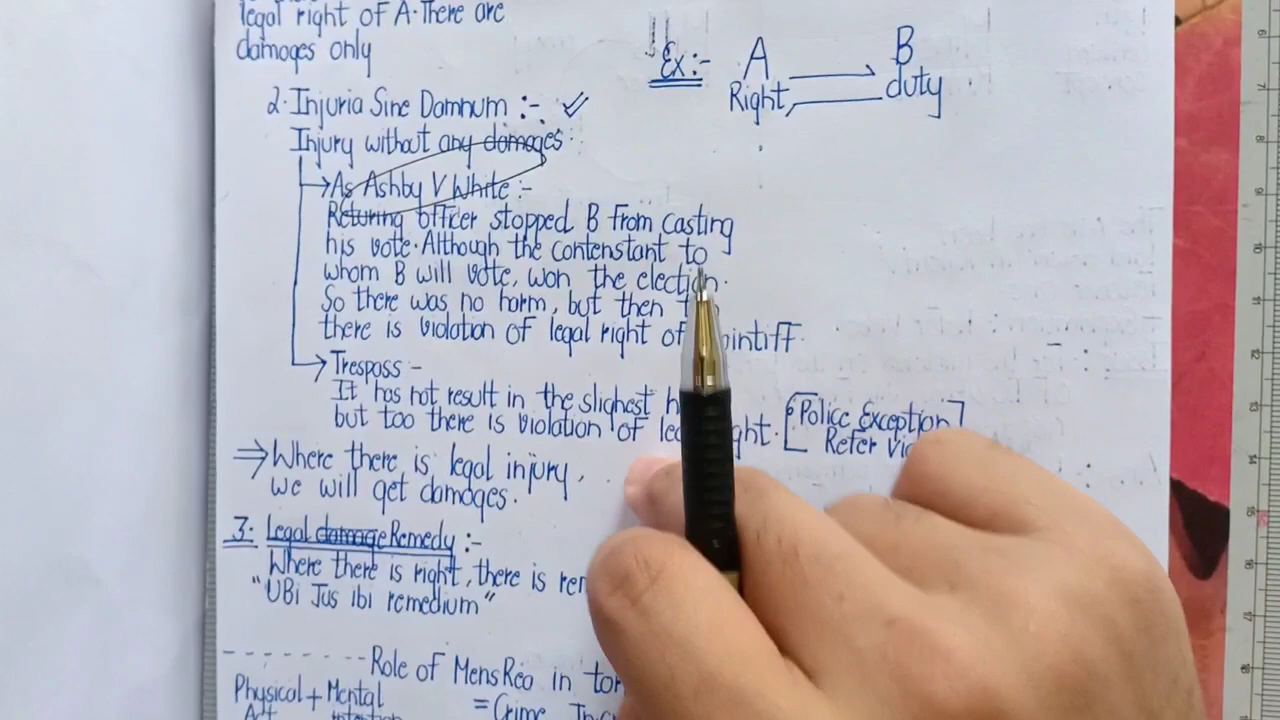 legal right of A. There are
damages only
Ex:- A B
Right, duty
2. Injuria Sine Damnum :-
Injury without any damages:
As Ashby V White :-
Returing officer stopped B from casting
his vote. Although the contenstant to
whom B will vote, won the election.
So there was no harm, but then
there is violation of legal right of
Trespass -
It has not result in the slighest
but too there is violation of
[Police Exception]
Refer
⇒ Where there is legal injury,
we will get damages.
3. Legal damage Remedy :-
Where there is right, there is
"UBi Jus ibi remedium"
Role of Mens Rea in
Physical + Mental
= Crime
Act